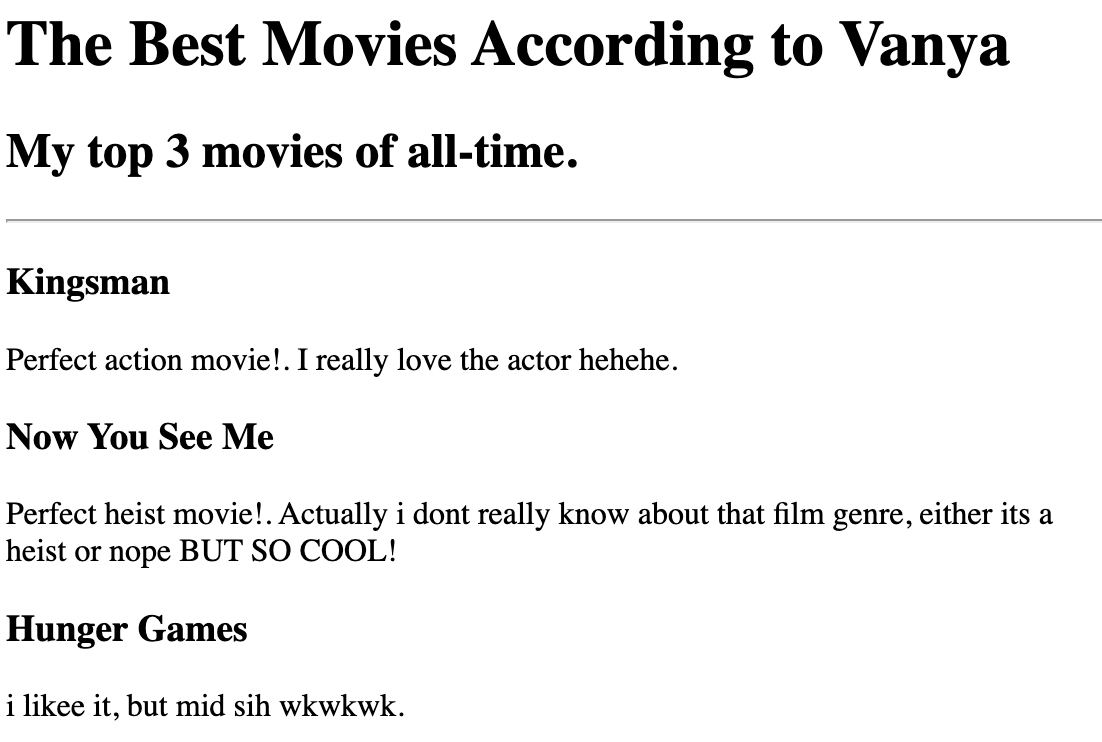 The Best Movies According to Vanya
My top 3 movies of all-time.
Kingsman
Perfect action movie!. I really love the actor hehehe.
Now You See Me
Perfect heist movie!. Actually i dont really know about that film genre, either its a
heist or nope BUT SO COOL!
Hunger Games
i likee it, but mid sih wkwkwk.